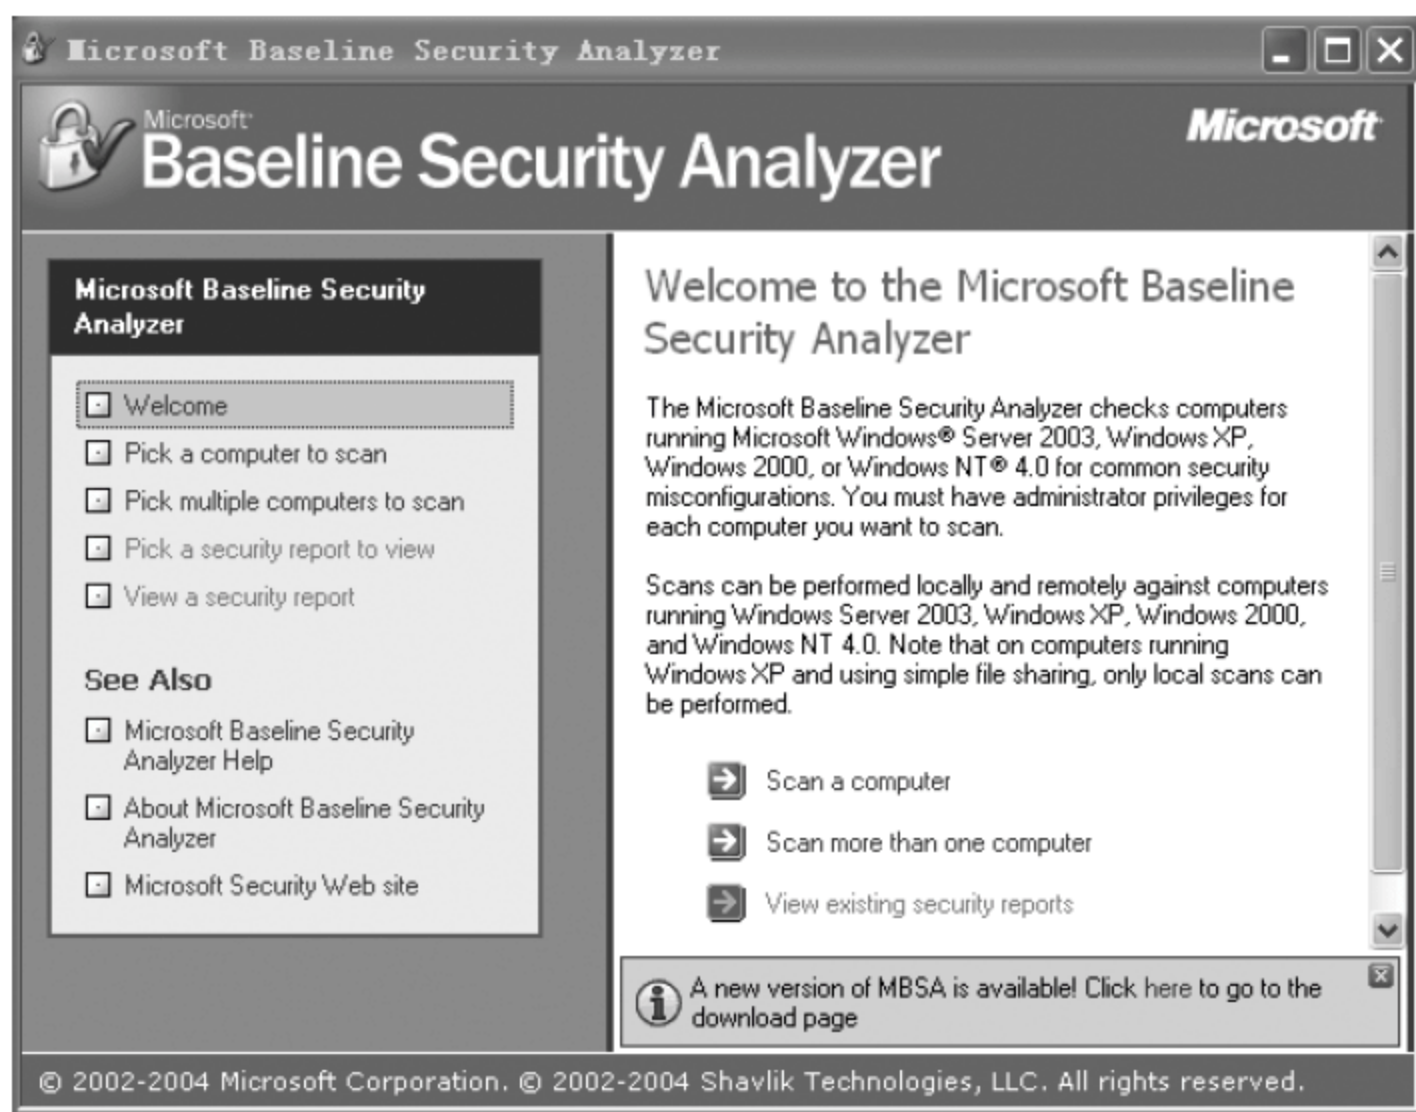 Microsoft Baseline Security Analyzer
Microsoft
Baseline Security Analyzer
Microsoft
Microsoft Baseline Security
Analyzer
Welcome
Pick a computer to scan
Pick multiple computers to scan
Pick a security report to view
View a security report
See Also
Microsoft Baseline Security
Analyzer Help
About Microsoft Baseline Security
Analyzer
Microsoft Security Web site
Welcome to the Microsoft Baseline
Security Analyzer
The Microsoft Baseline Security Analyzer checks computers
running Microsoft Windows® Server 2003, Windows XP,
Windows 2000, or Windows NT® 4.0 for common security
misconfigurations. You must have administrator privileges for
each computer you want to scan.
Scans can be performed locally and remotely against computers
running Windows Server 2003, Windows XP, Windows 2000,
and Windows NT 4.0. Note that on computers running
Windows XP and using simple file sharing, only local scans can
be performed.
Scan a computer
Scan more than one computer
View existing security reports
A new version of MBSA is available! Click here to go to the
download page
© 2002-2004 Microsoft Corporation. © 2002-2004 Shavlik Technologies, LLC. All rights reserved.